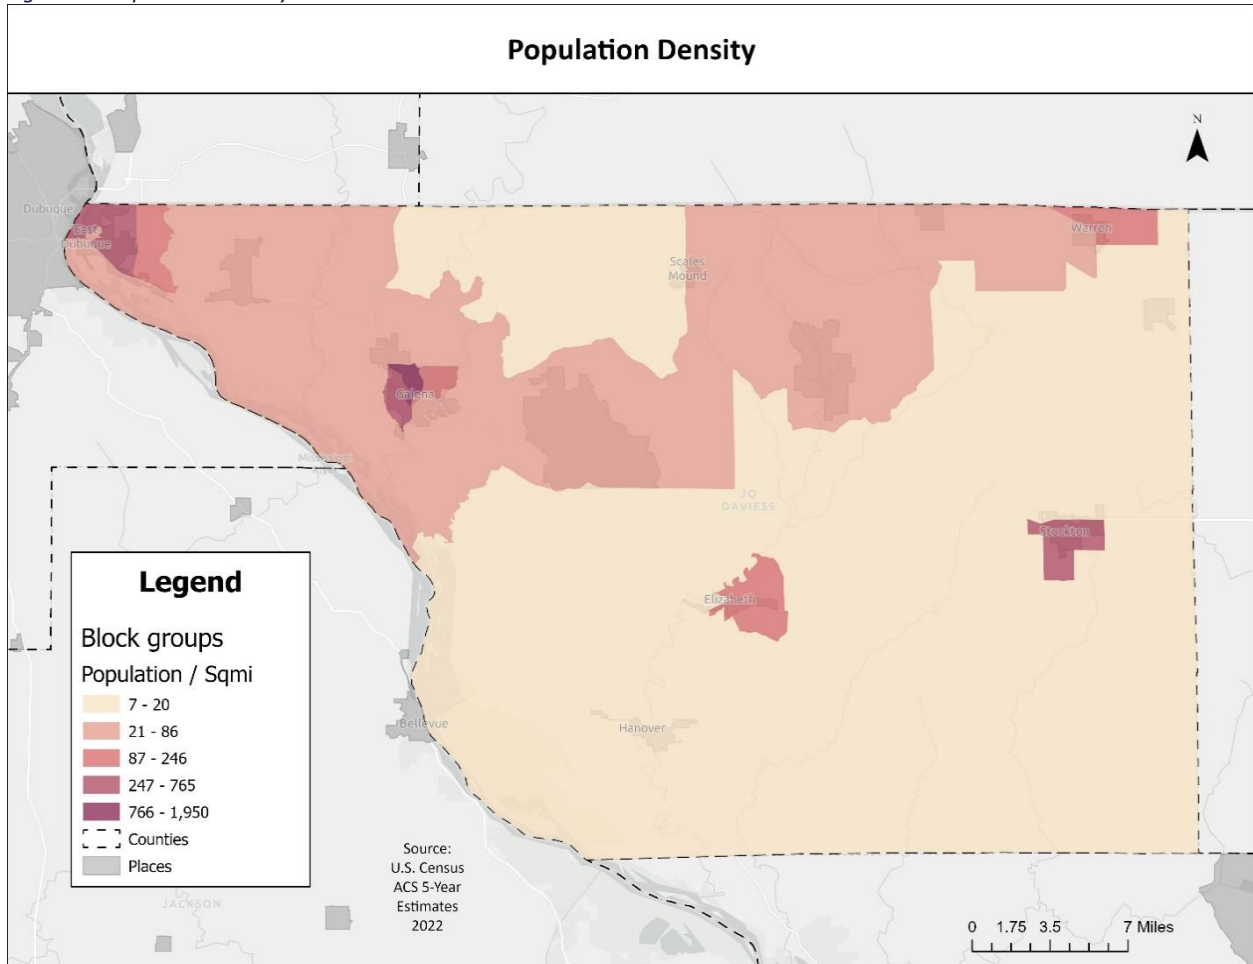 Population Density
N
Dubuque
East
Dubuque
Warren
Scales
Mound
Galena
Mississippi
River
JO
DAVIESS
Stockton
Elizabeth
Hanover
Bellevue
Legend
Block groups
Population / Sqmi
7 - 20
21 - 86
87 - 246
247 - 765
766 - 1,950
Counties
Places
JACKSON
Source:
U.S. Census
ACS 5-Year
Estimates
2022
0 1.75 3.5 7 Miles